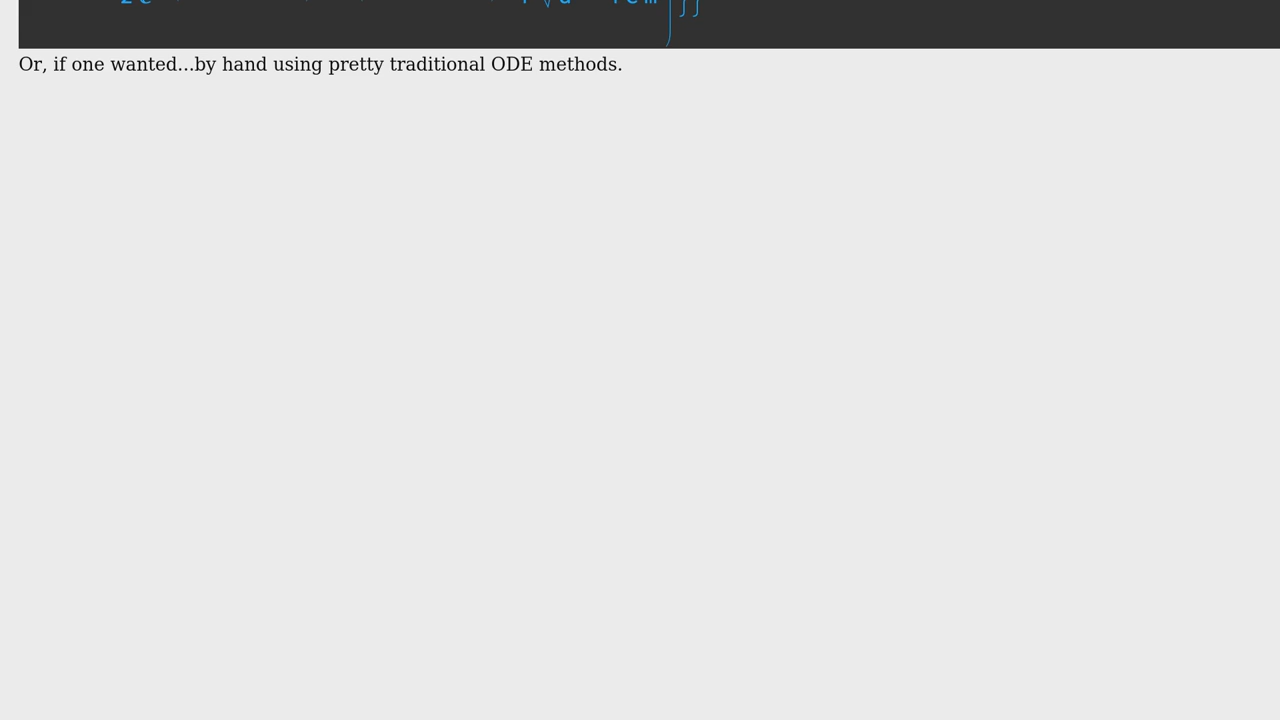 Or, if one wanted...by hand using pretty traditional ODE methods.